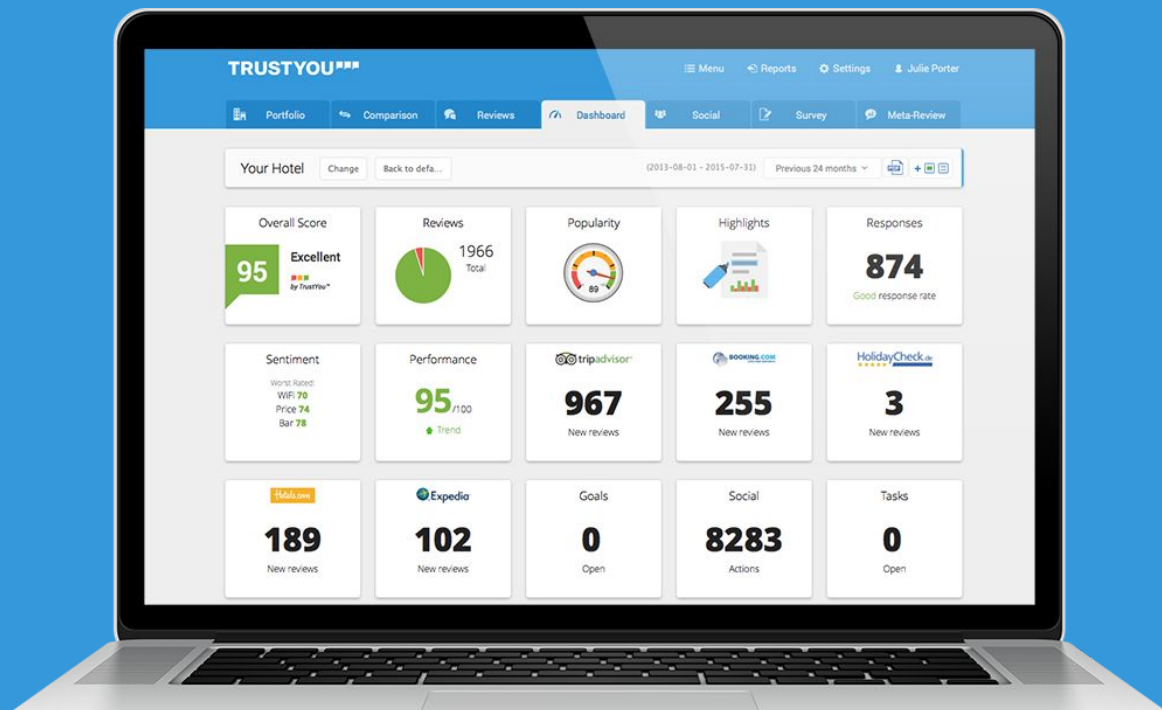 TRUSTYOU
Menu Reports Settings Julie Porter
Portfolio Comparison Reviews Dashboard Social Survey Meta-Review
Your Hotel Change Back to defa... (2013-08-01 - 2015-07-31) Previous 24 months
Overall Score
95 Excellent
by TrustYou™
Reviews
1966
Total
Popularity
89
Highlights
Responses
874
Good response rate
Sentiment
Worst Rated:
WiFi 70
Price 74
Bar 78
Performance
95/100
Trend
tripadvisor
967
New reviews
BOOKING.COM
255
New reviews
HolidayCheck.de
3
New reviews
Hotels.com
189
New reviews
Expedia
102
New reviews
Goals
0
Open
Social
8283
Actions
Tasks
0
Open